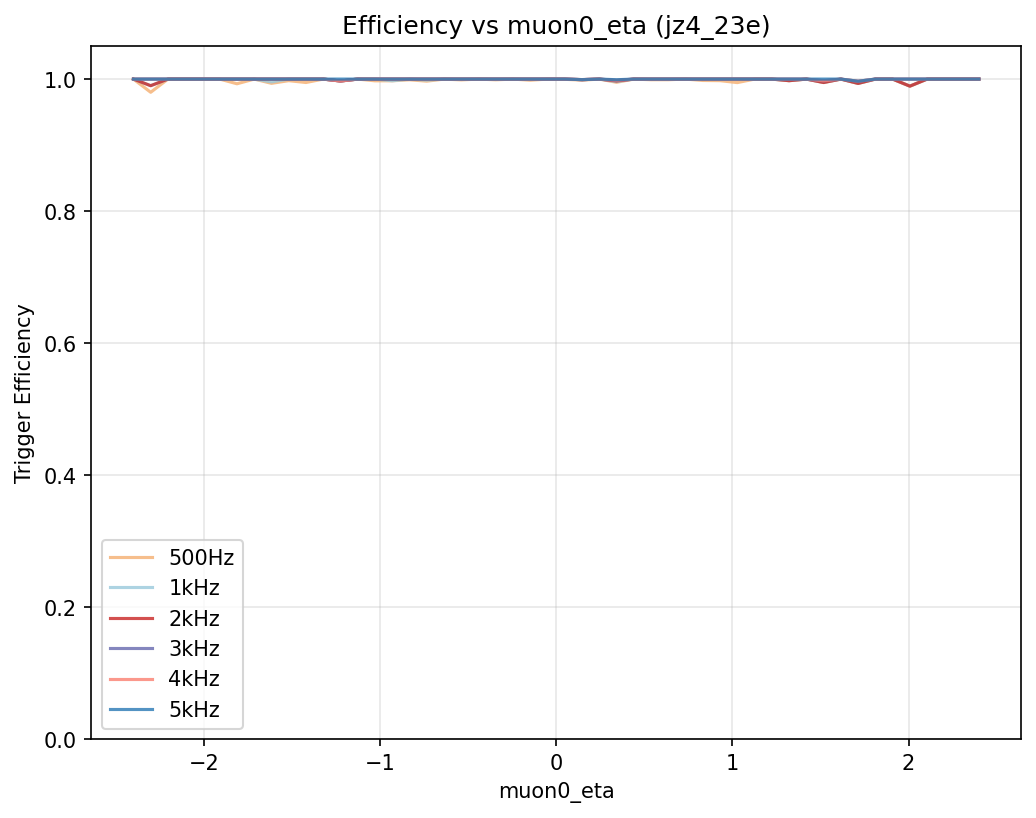 Efficiency vs muon0_eta (jz4_23e)
Trigger Efficiency
1.0
0.8
0.6
0.4
0.2
0.0
500Hz
1kHz
2kHz
3kHz
4kHz
5kHz
−2
−1
0
1
2
muon0_eta